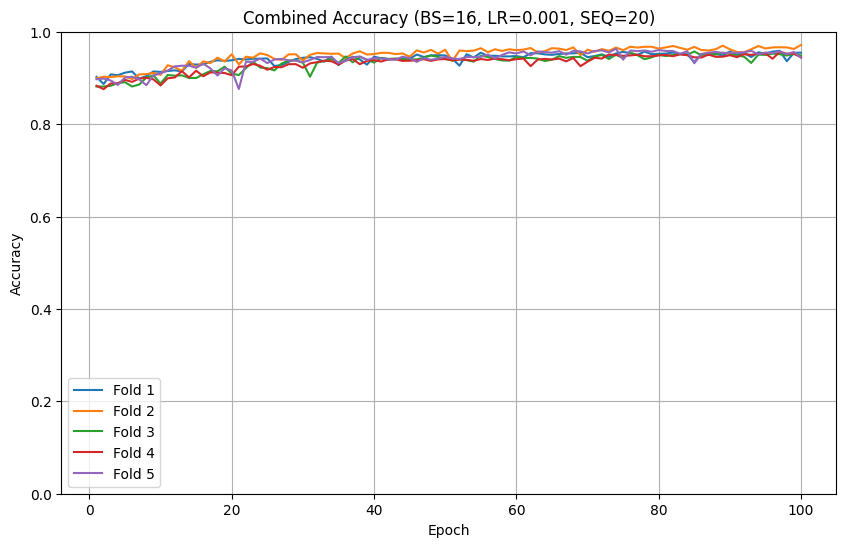 Combined Accuracy (BS=16, LR=0.001, SEQ=20)
1.0
0.8
0.6
0.4
0.2
0.0
Accuracy
Fold 1
Fold 2
Fold 3
Fold 4
Fold 5
0 20 40 60 80 100
Epoch